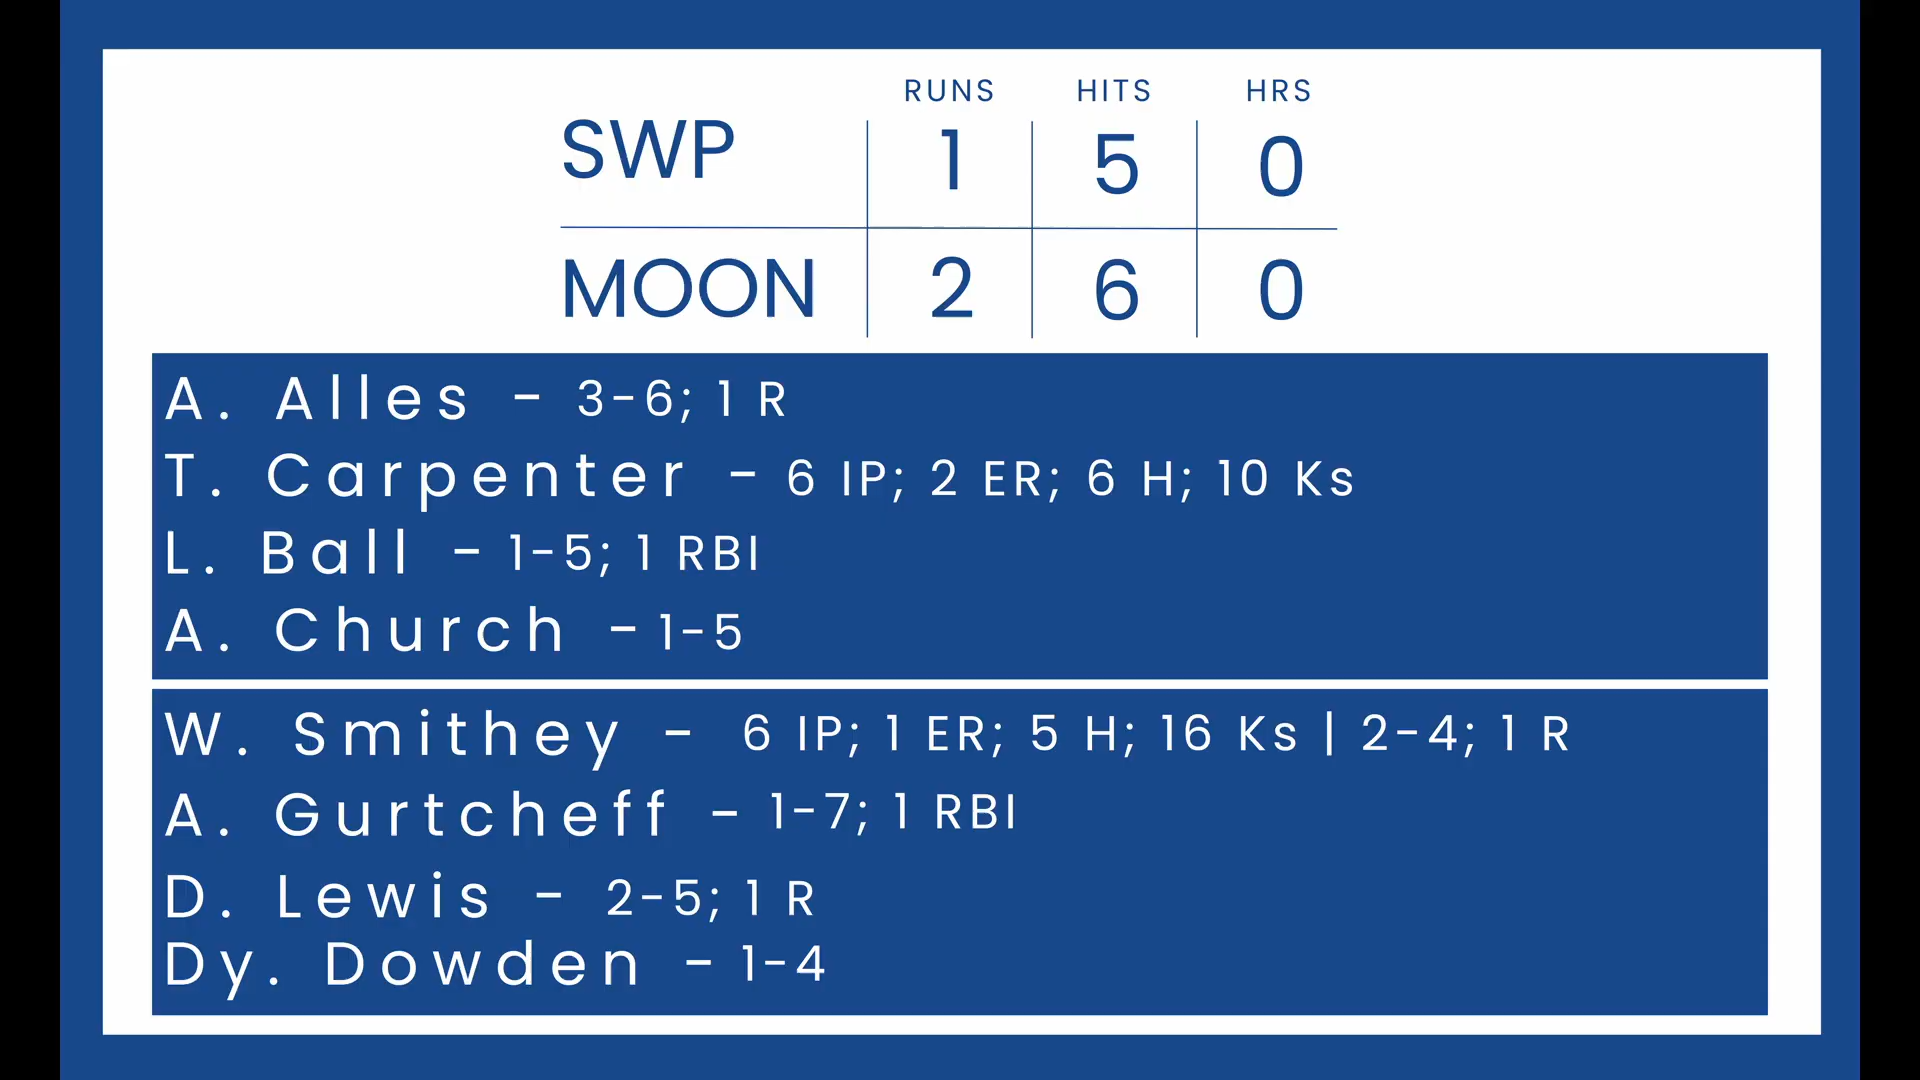 RUNS HITS HRS
SWP 1 5 0
MOON 2 6 0
A. Alles - 3-6; 1 R
T. Carpenter - 6 IP; 2 ER; 6 H; 10 Ks
L. Ball - 1-5; 1 RBI
A. Church - 1-5
W. Smithey - 6 IP; 1 ER; 5 H; 16 Ks | 2-4; 1 R
A. Gurtcheff - 1-7; 1 RBI
D. Lewis - 2-5; 1 R
Dy. Dowden - 1-4